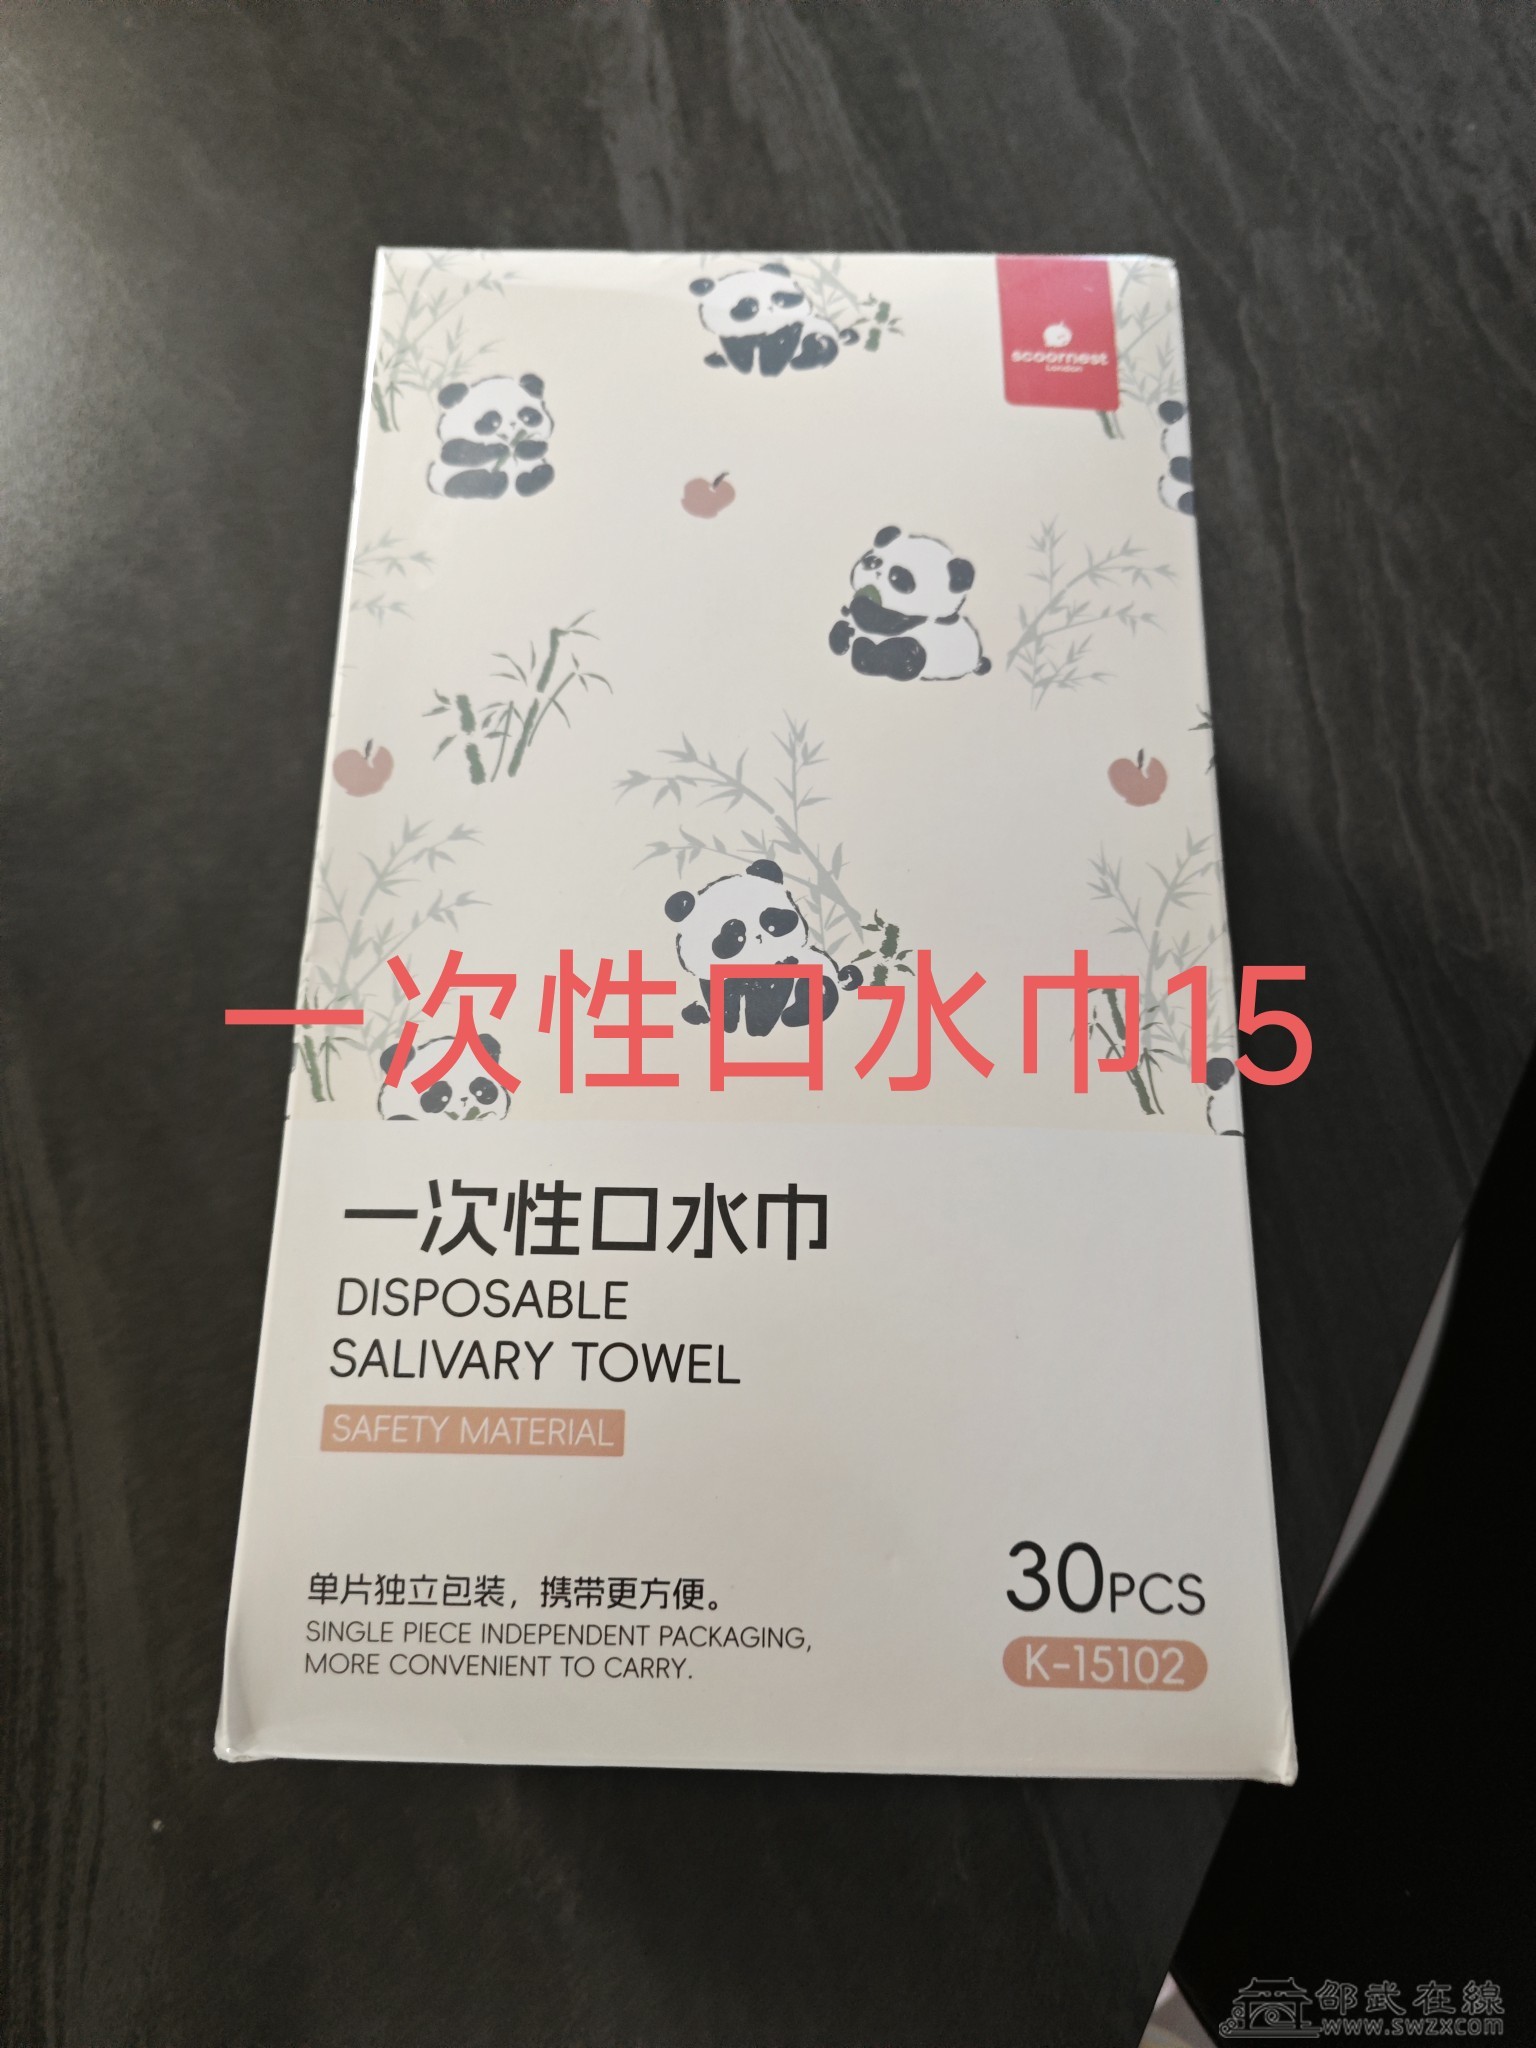 scoornest
London
一次性口水巾15
一次性口水巾
DISPOSABLE
SALIVARY TOWEL
SAFETY MATERIAL
单片独立包装，携带更方便。
SINGLE PIECE INDEPENDENT PACKAGING,
MORE CONVENIENT TO CARRY.
30PCS
K-15102
邵武在線
www.swzx.com